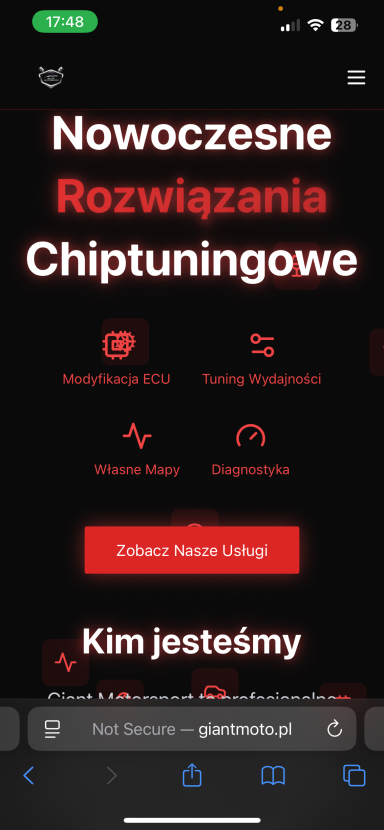 17:48
28
Nowoczesne
Rozwiązania
Chiptuningowe
Modyfikacja ECU
Tuning Wydajności
Własne Mapy
Diagnostyka
Zobacz Nasze Usługi
Kim jesteśmy
Giant Motorsport to profesjonalne
Not Secure — giantmoto.pl